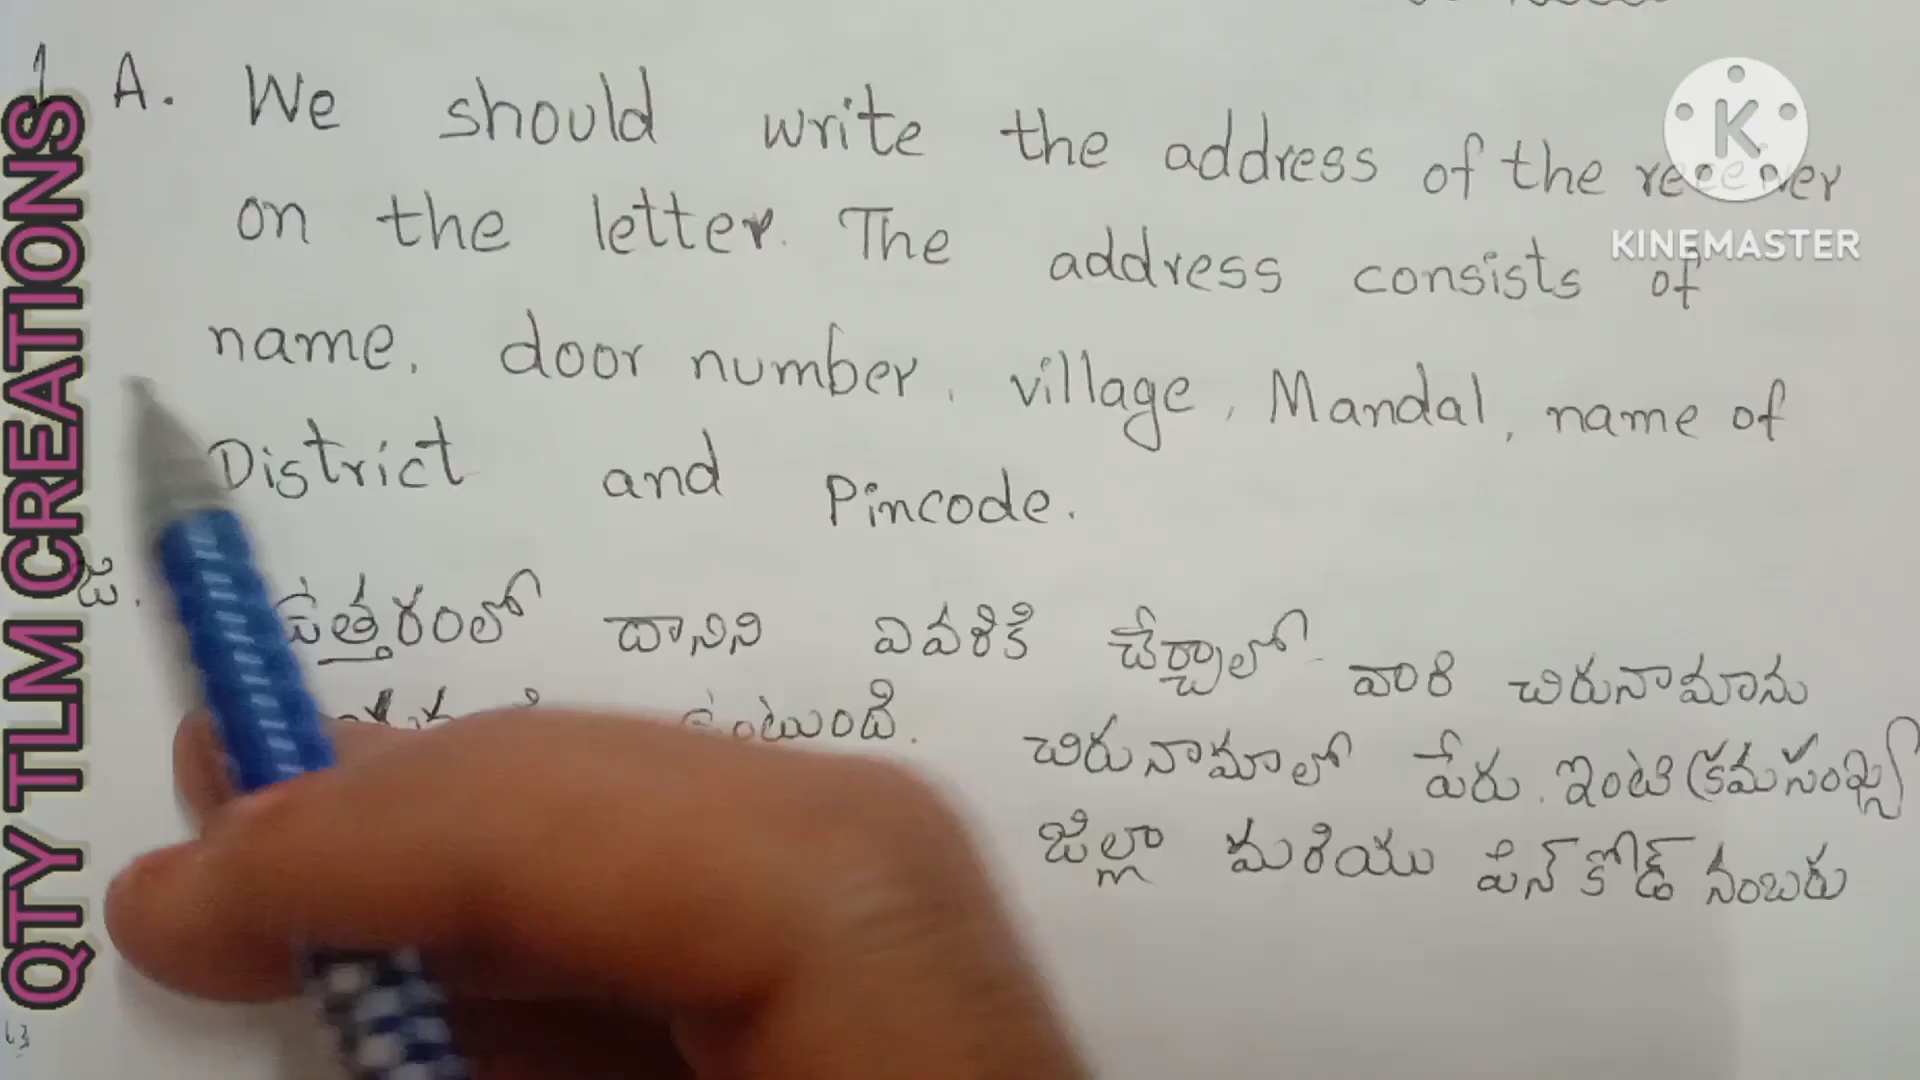 A. We should write the address of the receiver
on the letter. The address consists of
name, door number, village, Mandal, name of
District and Pincode.
జ. ఉత్తరంలో దానిని ఎవరికి చేర్చాలో వారి చిరునామాను
ఉంటుంది. చిరునామాలో పేరు, ఇంటి క్రమసంఖ్య
జిల్లా మరియు పిన్ కోడ్ నంబరు
QTY TLM CREATIONS
KINEMASTER